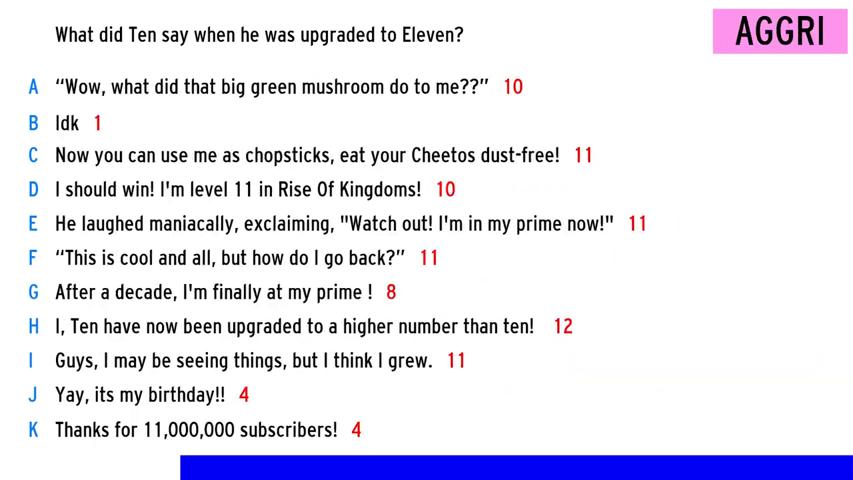 What did Ten say when he was upgraded to Eleven?
AGGRI
A “Wow, what did that big green mushroom do to me??” 10
B Idk 1
C Now you can use me as chopsticks, eat your Cheetos dust-free! 11
D I should win! I'm level 11 in Rise Of Kingdoms! 10
E He laughed maniacally, exclaiming, "Watch out! I'm in my prime now!" 11
F “This is cool and all, but how do I go back?” 11
G After a decade, I'm finally at my prime ! 8
H I, Ten have now been upgraded to a higher number than ten! 12
I Guys, I may be seeing things, but I think I grew. 11
J Yay, its my birthday!! 4
K Thanks for 11,000,000 subscribers! 4